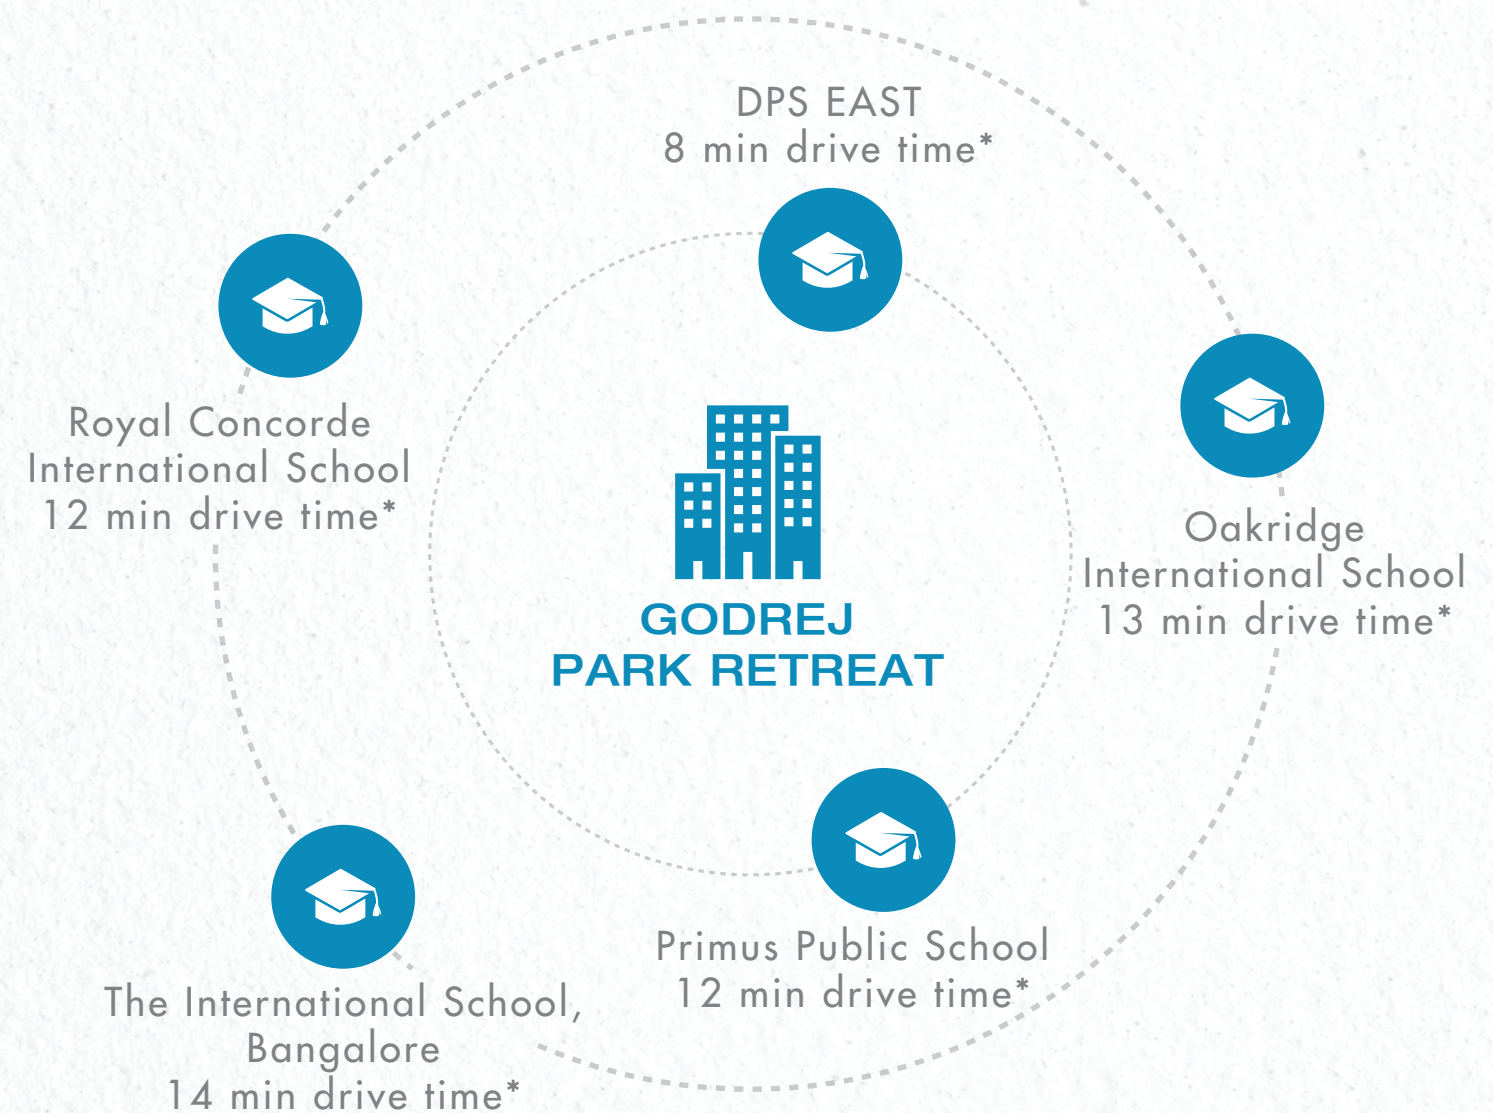 DPS EAST
8 min drive time*
Royal Concorde
International School
12 min drive time*
Oakridge
International School
13 min drive time*
GODREJ
PARK RETREAT
Primus Public School
12 min drive time*
The International School,
Bangalore
14 min drive time*